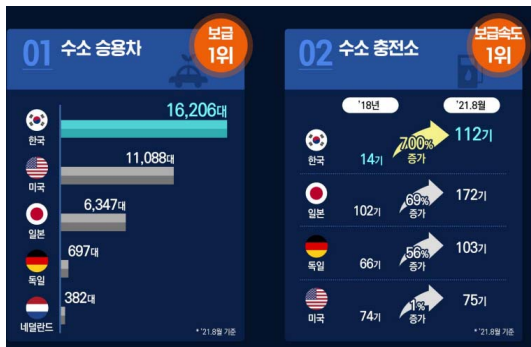 01 수소 승용차
보급
1위
16,206대
한국
11,088대
미국
6,347대
일본
697대
독일
382대
네덜란드
* '21.8월 기준
02 수소 충전소
보급속도
1위
'18년
'21.8월
한국
14기
700%
증가
112기
일본
102기
69%
증가
172기
독일
66기
56%
증가
103기
미국
74기
1%
증가
75기
* '21.8월 기준